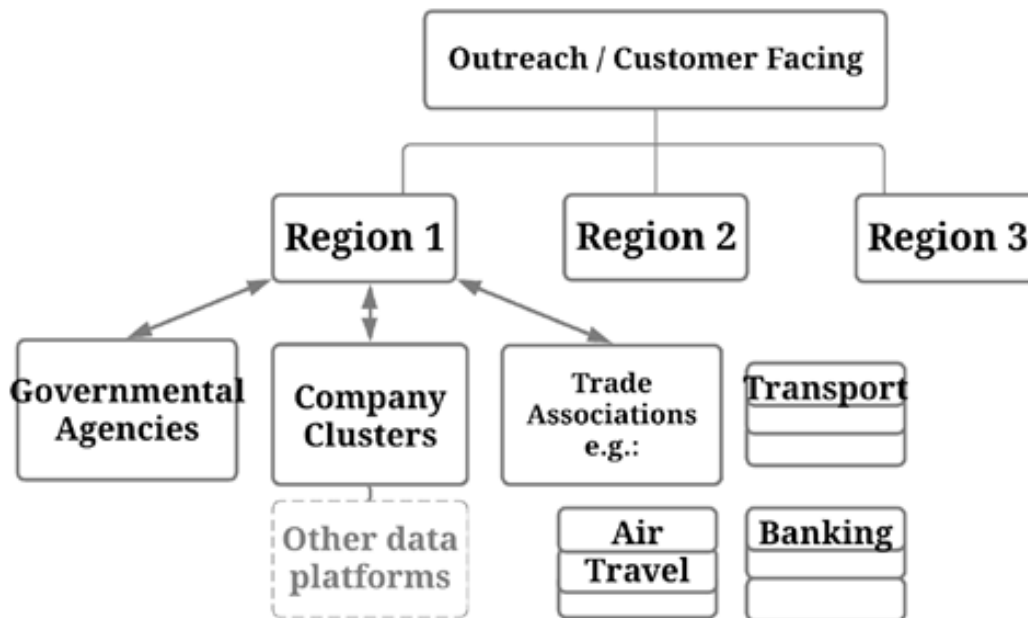 Outreach / Customer Facing
Region 1
Region 2
Region 3
Governmental
Agencies
Company
Clusters
Trade
Associations
e.g.:
Transport
Other data
platforms
Air
Travel
Banking